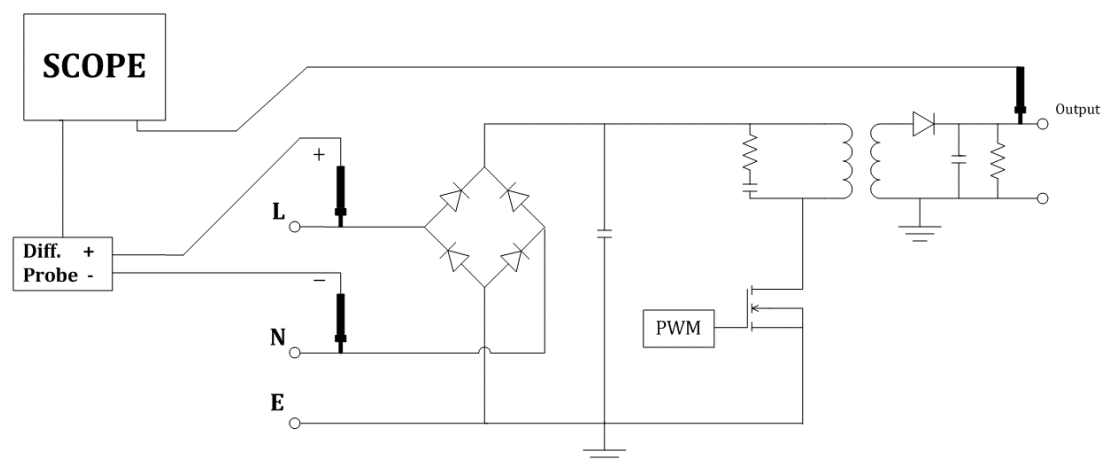 SCOPE
Output
+
L
Diff. +
Probe -
−
N
PWM
E